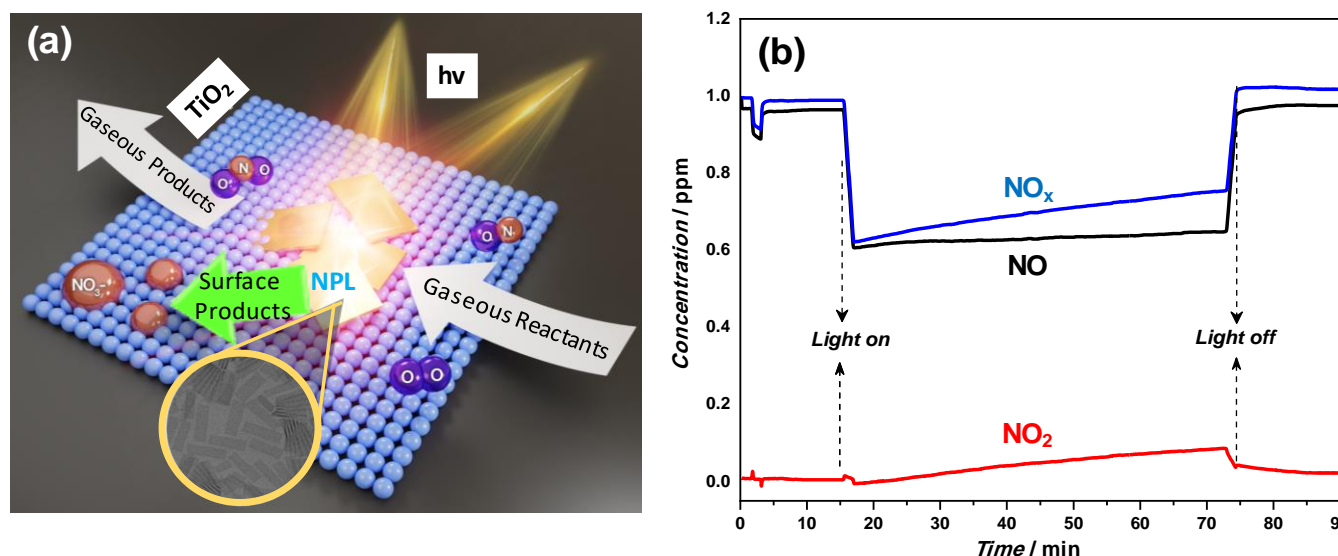 (a)
hν
TiO₂
Gaseous Products
O N O
O N
NO₃⁻
Surface
Products
NPL
Gaseous Reactants
O O
(b)
1.2
1.0
0.8
0.6
0.4
0.2
0.0
Concentration / ppm
NOₓ
NO
Light on
Light off
NO₂
0 10 20 30 40 50 60 70 80
Time / min